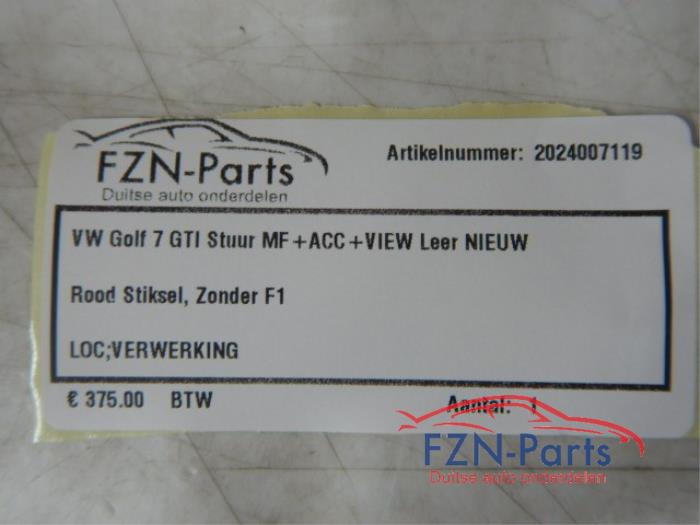 FZN-Parts
Duitse auto onderdelen
Artikelnummer: 2024007119
VW Golf 7 GTI Stuur MF+ACC+VIEW Leer NIEUW
Rood Stiksel, Zonder F1
LOC;VERWERKING
€ 375.00 BTW
Aantal: 1
FZN-Parts
Duitse auto onderdelen